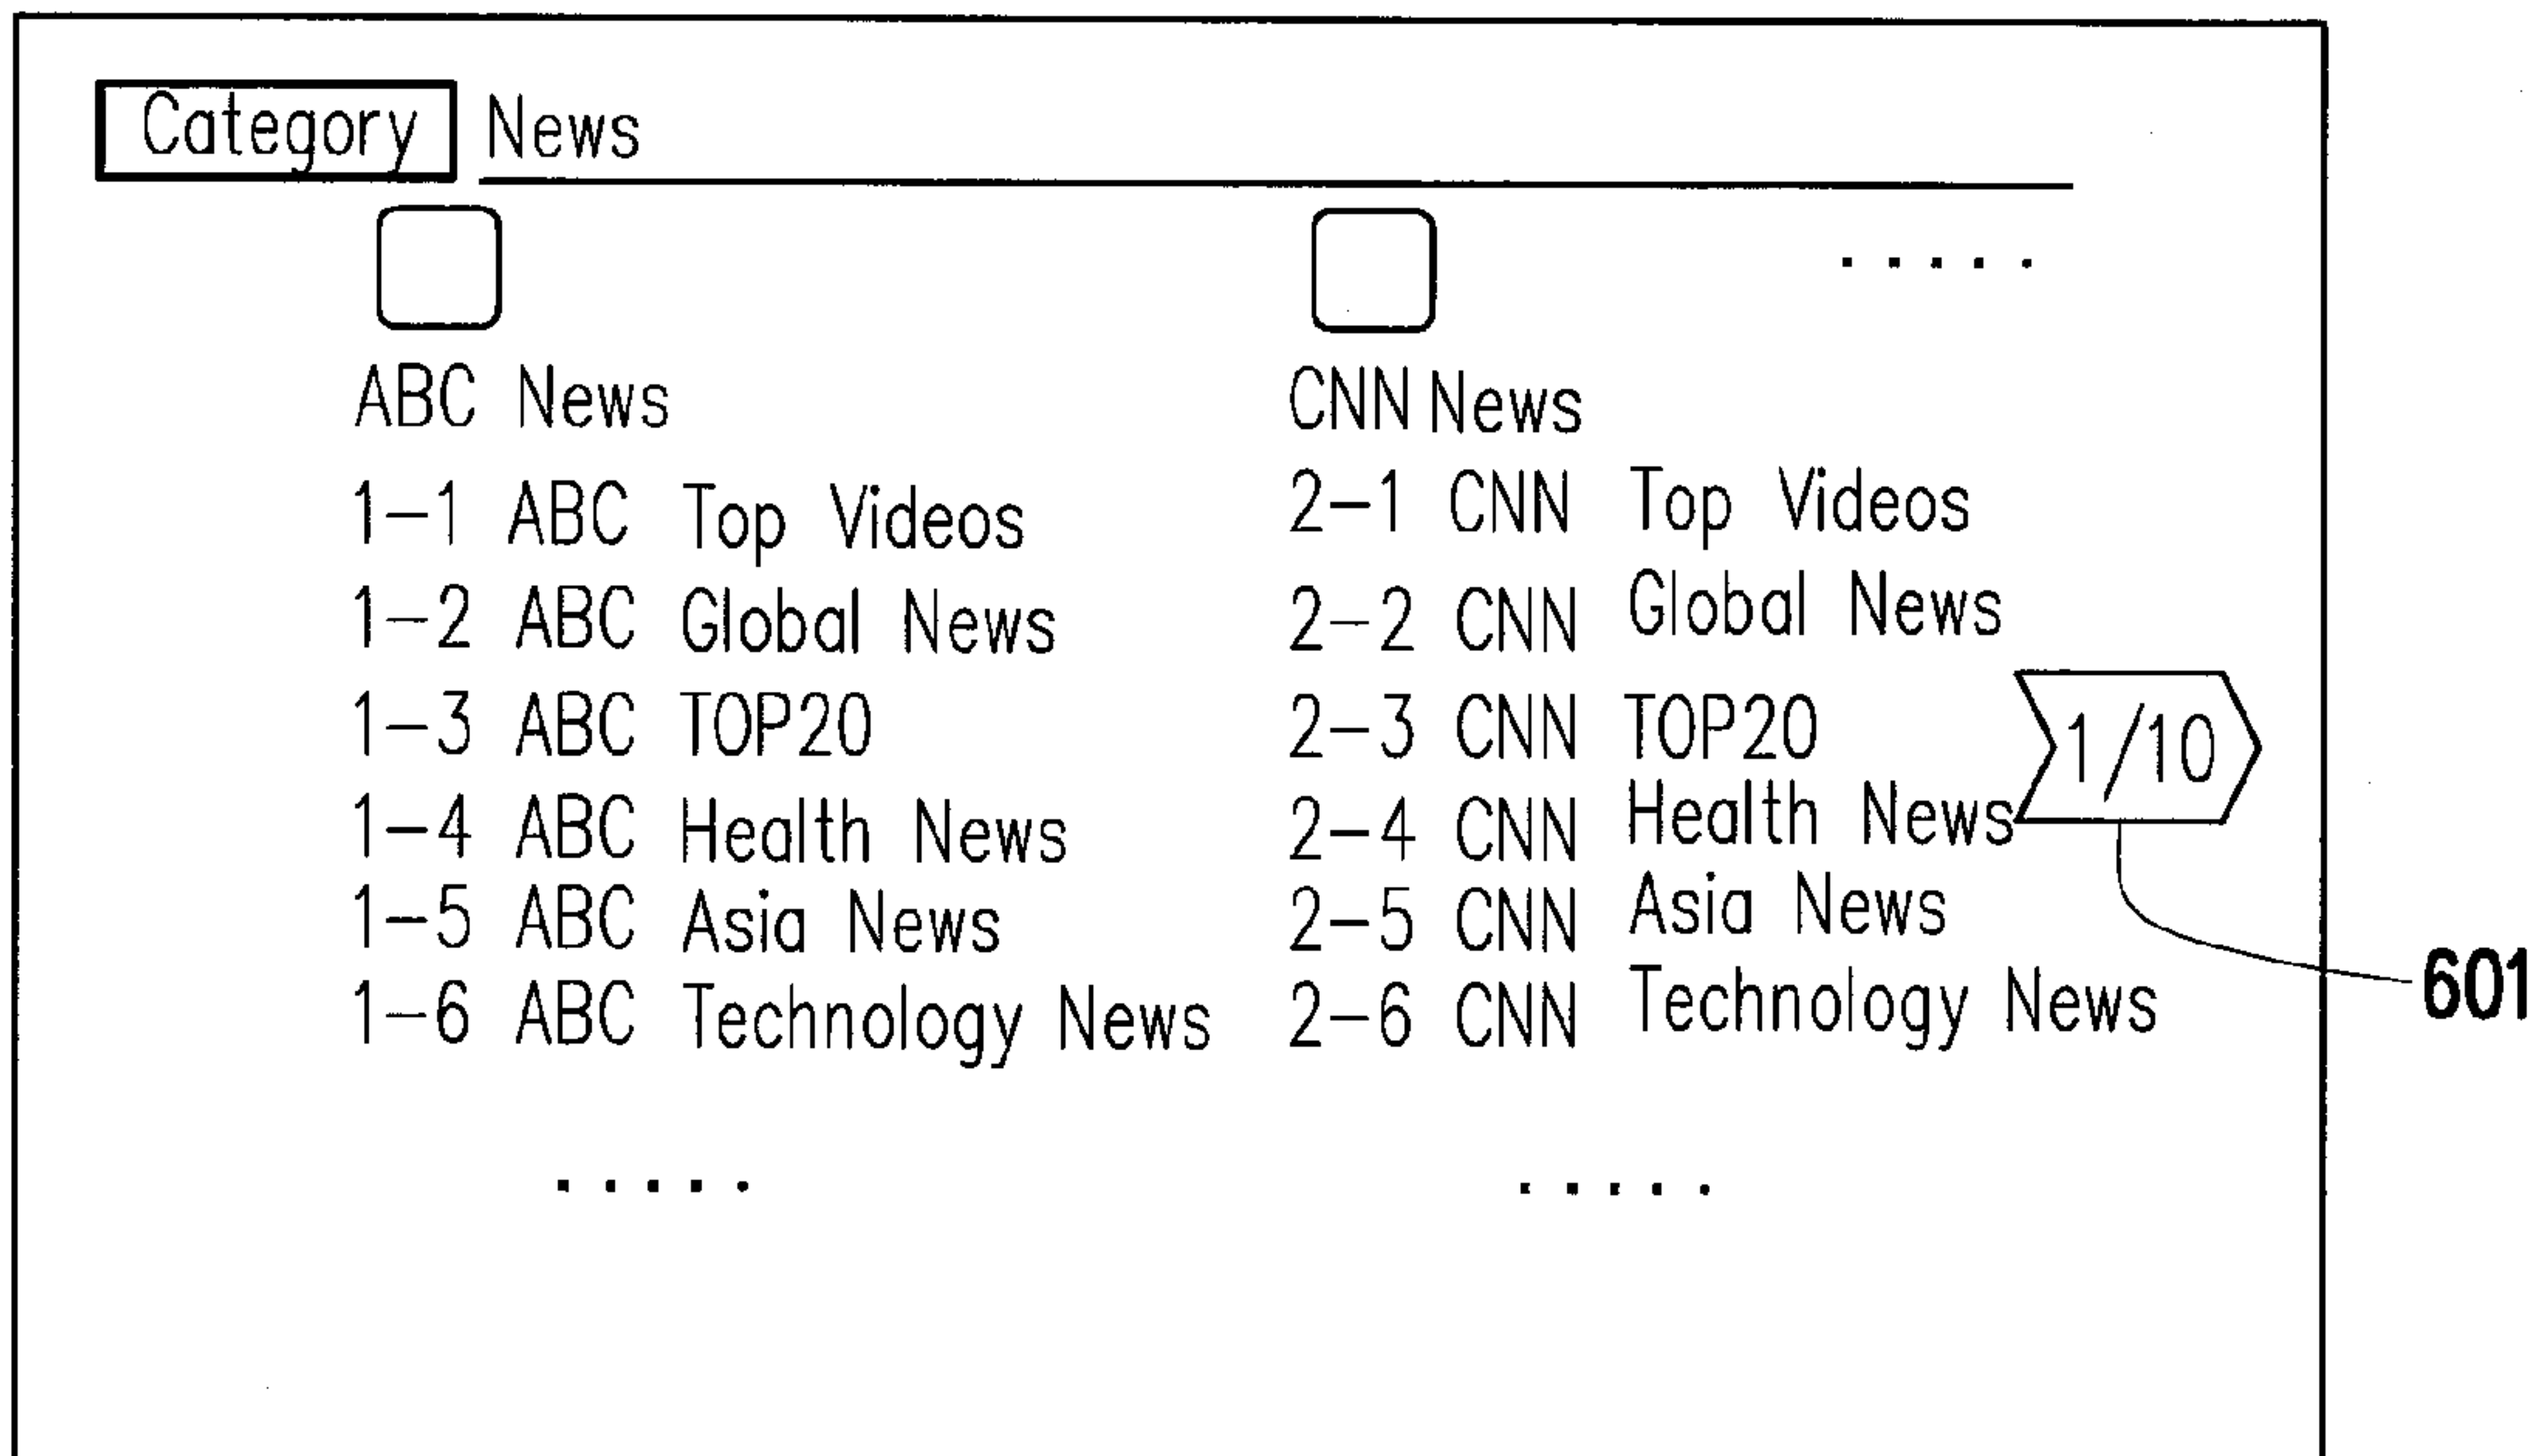 Category News
.....
ABC News
1-1 ABC Top Videos
1-2 ABC Global News
1-3 ABC TOP20
1-4 ABC Health News
1-5 ABC Asia News
1-6 ABC Technology News
.....
CNN News
2-1 CNN Top Videos
2-2 CNN Global News
2-3 CNN TOP20
2-4 CNN Health News
2-5 CNN Asia News
2-6 CNN Technology News
.....
1/10
601